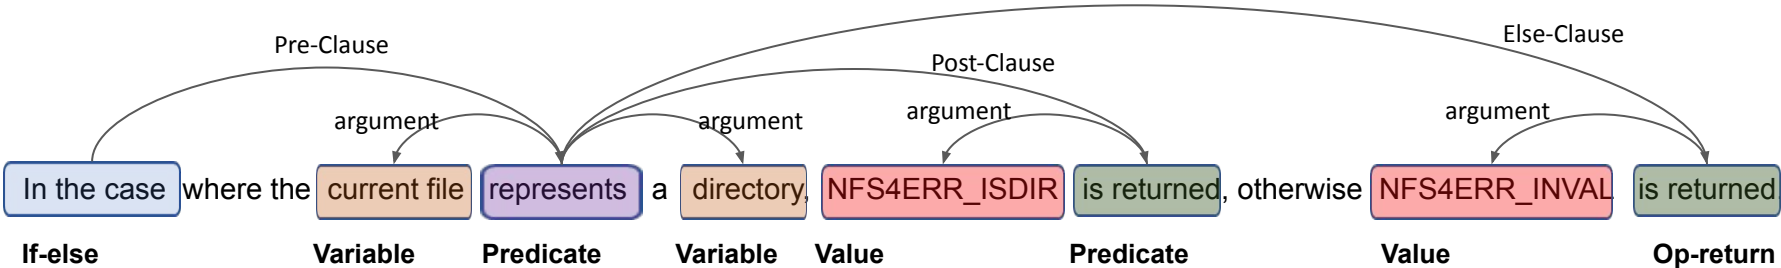 Else-Clause
Pre-Clause
Post-Clause
argument argument argument argument
In the case where the current file represents a directory, NFS4ERR_ISDIR is returned, otherwise NFS4ERR_INVAL is returned
If-else Variable Predicate Variable Value Predicate Value Op-return